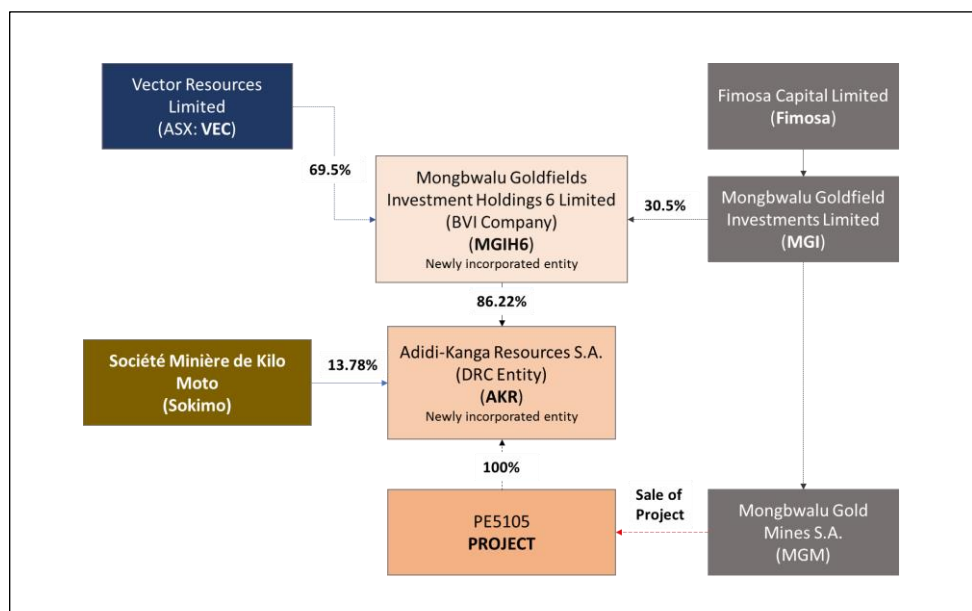 Vector Resources
Limited
(ASX: VEC)
Fimosa Capital Limited
(Fimosa)
69.5%
Mongbwalu Goldfields
Investment Holdings 6 Limited
(BVI Company)
(MGIH6)
Newly incorporated entity
30.5%
Mongbwalu Goldfield
Investments Limited
(MGI)
86.22%
Société Minière de Kilo
Moto
(Sokimo)
13.78%
Adidi-Kanga Resources S.A.
(DRC Entity)
(AKR)
Newly incorporated entity
100%
PE5105
PROJECT
Sale of
Project
Mongbwalu Gold
Mines S.A.
(MGM)